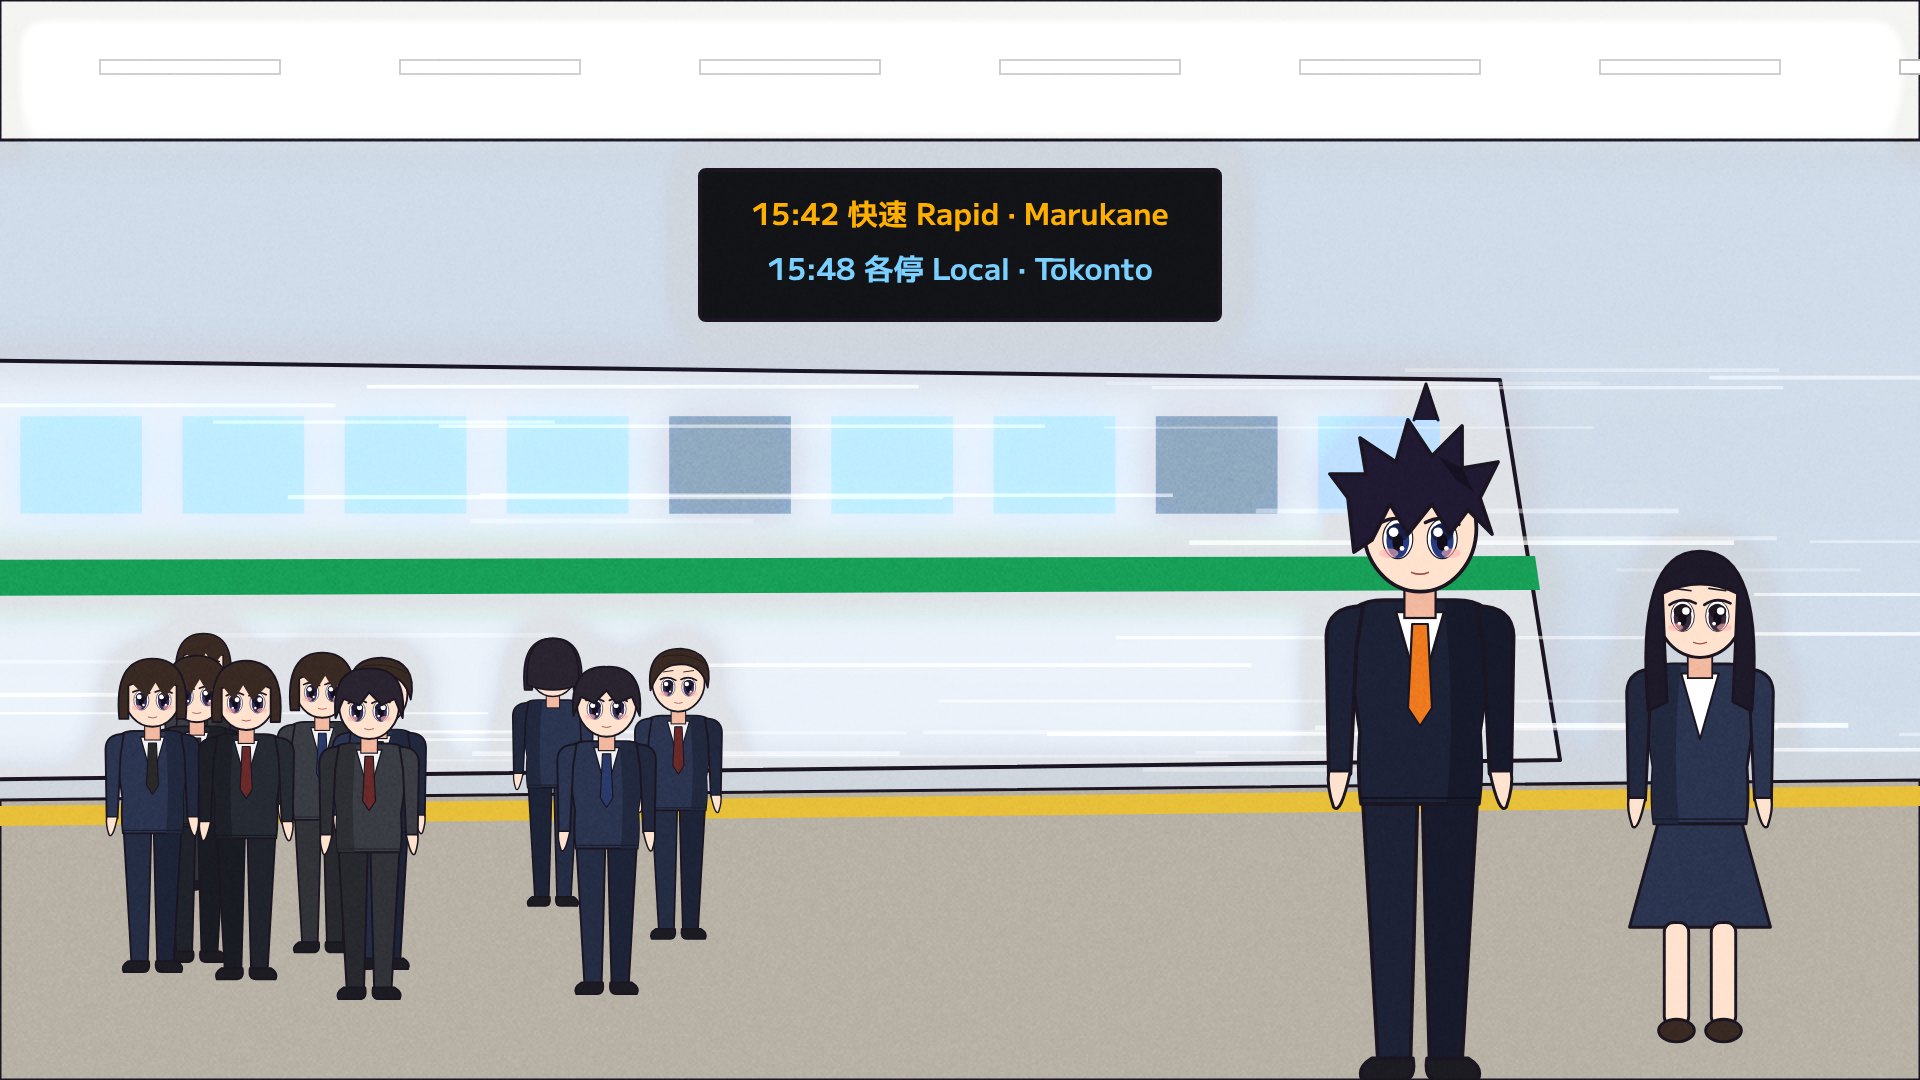 15:42 快速 Rapid · Marukane
15:48 各停 Local · Tōkonto